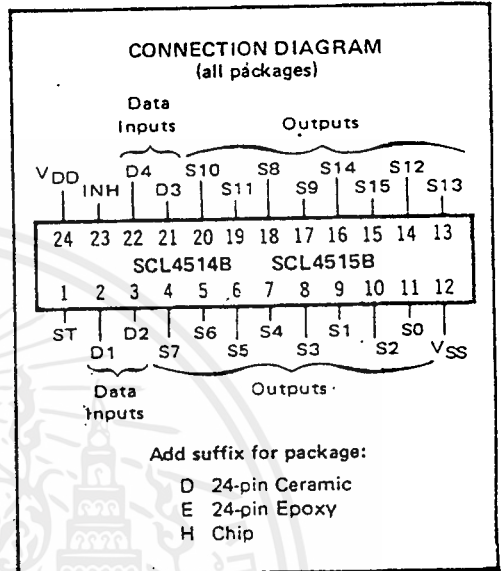 CONNECTION DIAGRAM
(all packages)
Data
Inputs
Outputs
VDD INH D4 D3 S10 S11 S8 S9 S14 S15 S12 S13
24 23 22 21 20 19 18 17 16 15 14 13
SCL4514B SCL4515B
1 2 3 4 5 6 7 8 9 10 11 12
ST D1 D2 S7 S6 S5 S4 S3 S1 S2 S0 VSS
Data
Inputs
Outputs
Add suffix for package:
D 24-pin Ceramic
E 24-pin Epoxy
H Chip